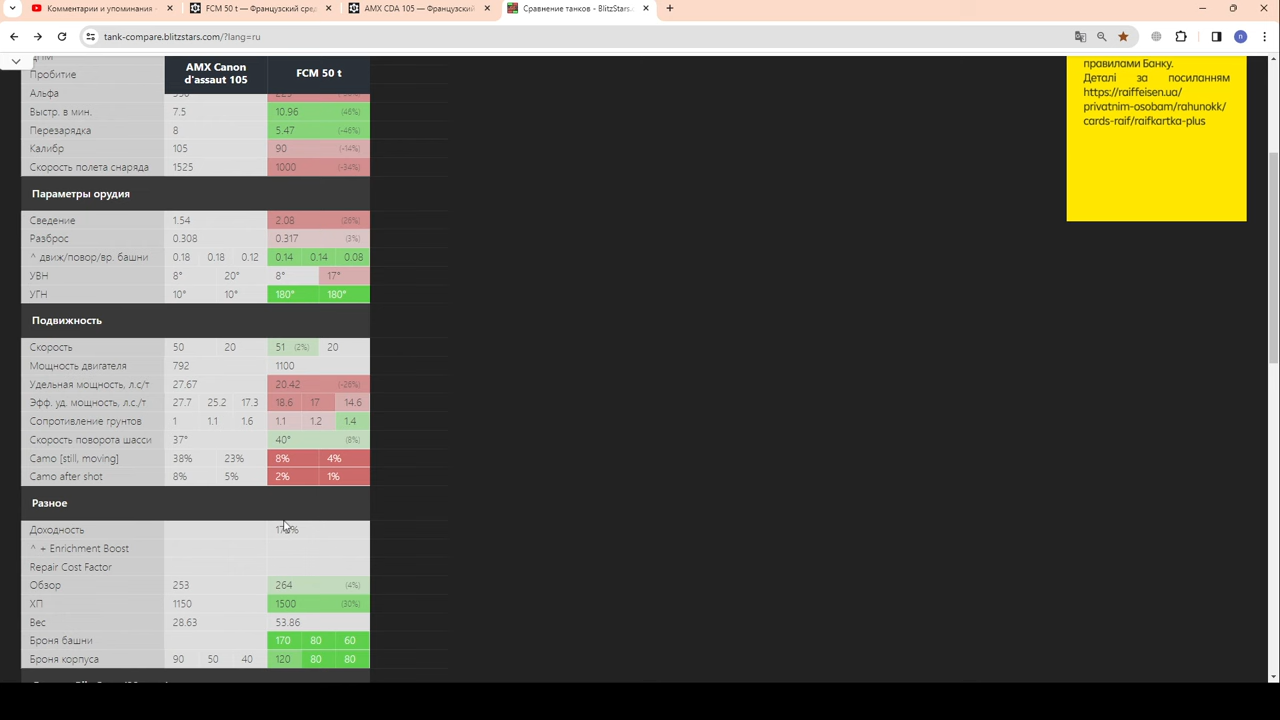 Комментарии и упоминания -
FCM 50 t — Французский сред
AMX CDA 105 — Французский
Сравнение танков - BlitzStars.
tank-compare.blitzstars.com/?lang=ru
n
AMX Canon d'assaut 105 FCM 50 t
Пробитие
Альфа
Выстр. в мин. 7.5 10.96 (46%)
Перезарядка 8 5.47 (-46%)
Калибр 105 90 (-14%)
Скорость полета снаряда 1525 1000 (-34%)
Параметры орудия
Сведение 1.54 2.08 (26%)
Разброс 0.308 0.317 (3%)
^ движ/повор/вр. башни 0.18 0.18 0.12 0.14 0.14 0.08
УВН 8° 20° 8° 17°
УГН 10° 10° 180° 180°
Подвижность
Скорость 50 20 51 (2%) 20
Мощность двигателя 792 1100
Удельная мощность, л.с/т 27.67 20.42 (-26%)
Эфф. уд. мощность, л.с./т 27.7 25.2 17.3 18.6 17 14.6
Сопротивление грунтов 1 1.1 1.6 1.1 1.2 1.4
Скорость поворота шасси 37° 40° (8%)
Camo [still, moving] 38% 23% 8% 4%
Camo after shot 8% 5% 2% 1%
Разное
Доходность
^ + Enrichment Boost
Repair Cost Factor
Обзор 253 264 (4%)
ХП 1150 1500 (30%)
Вес 28.63 53.86
Броня башни 170 80 60
Броня корпуса 90 50 40 120 80 80
правилами Банку.
Деталі за посиланням
https://raiffeisen.ua/
privatnim-osobam/rahunokk/
cards-raif/raifkartka-plus